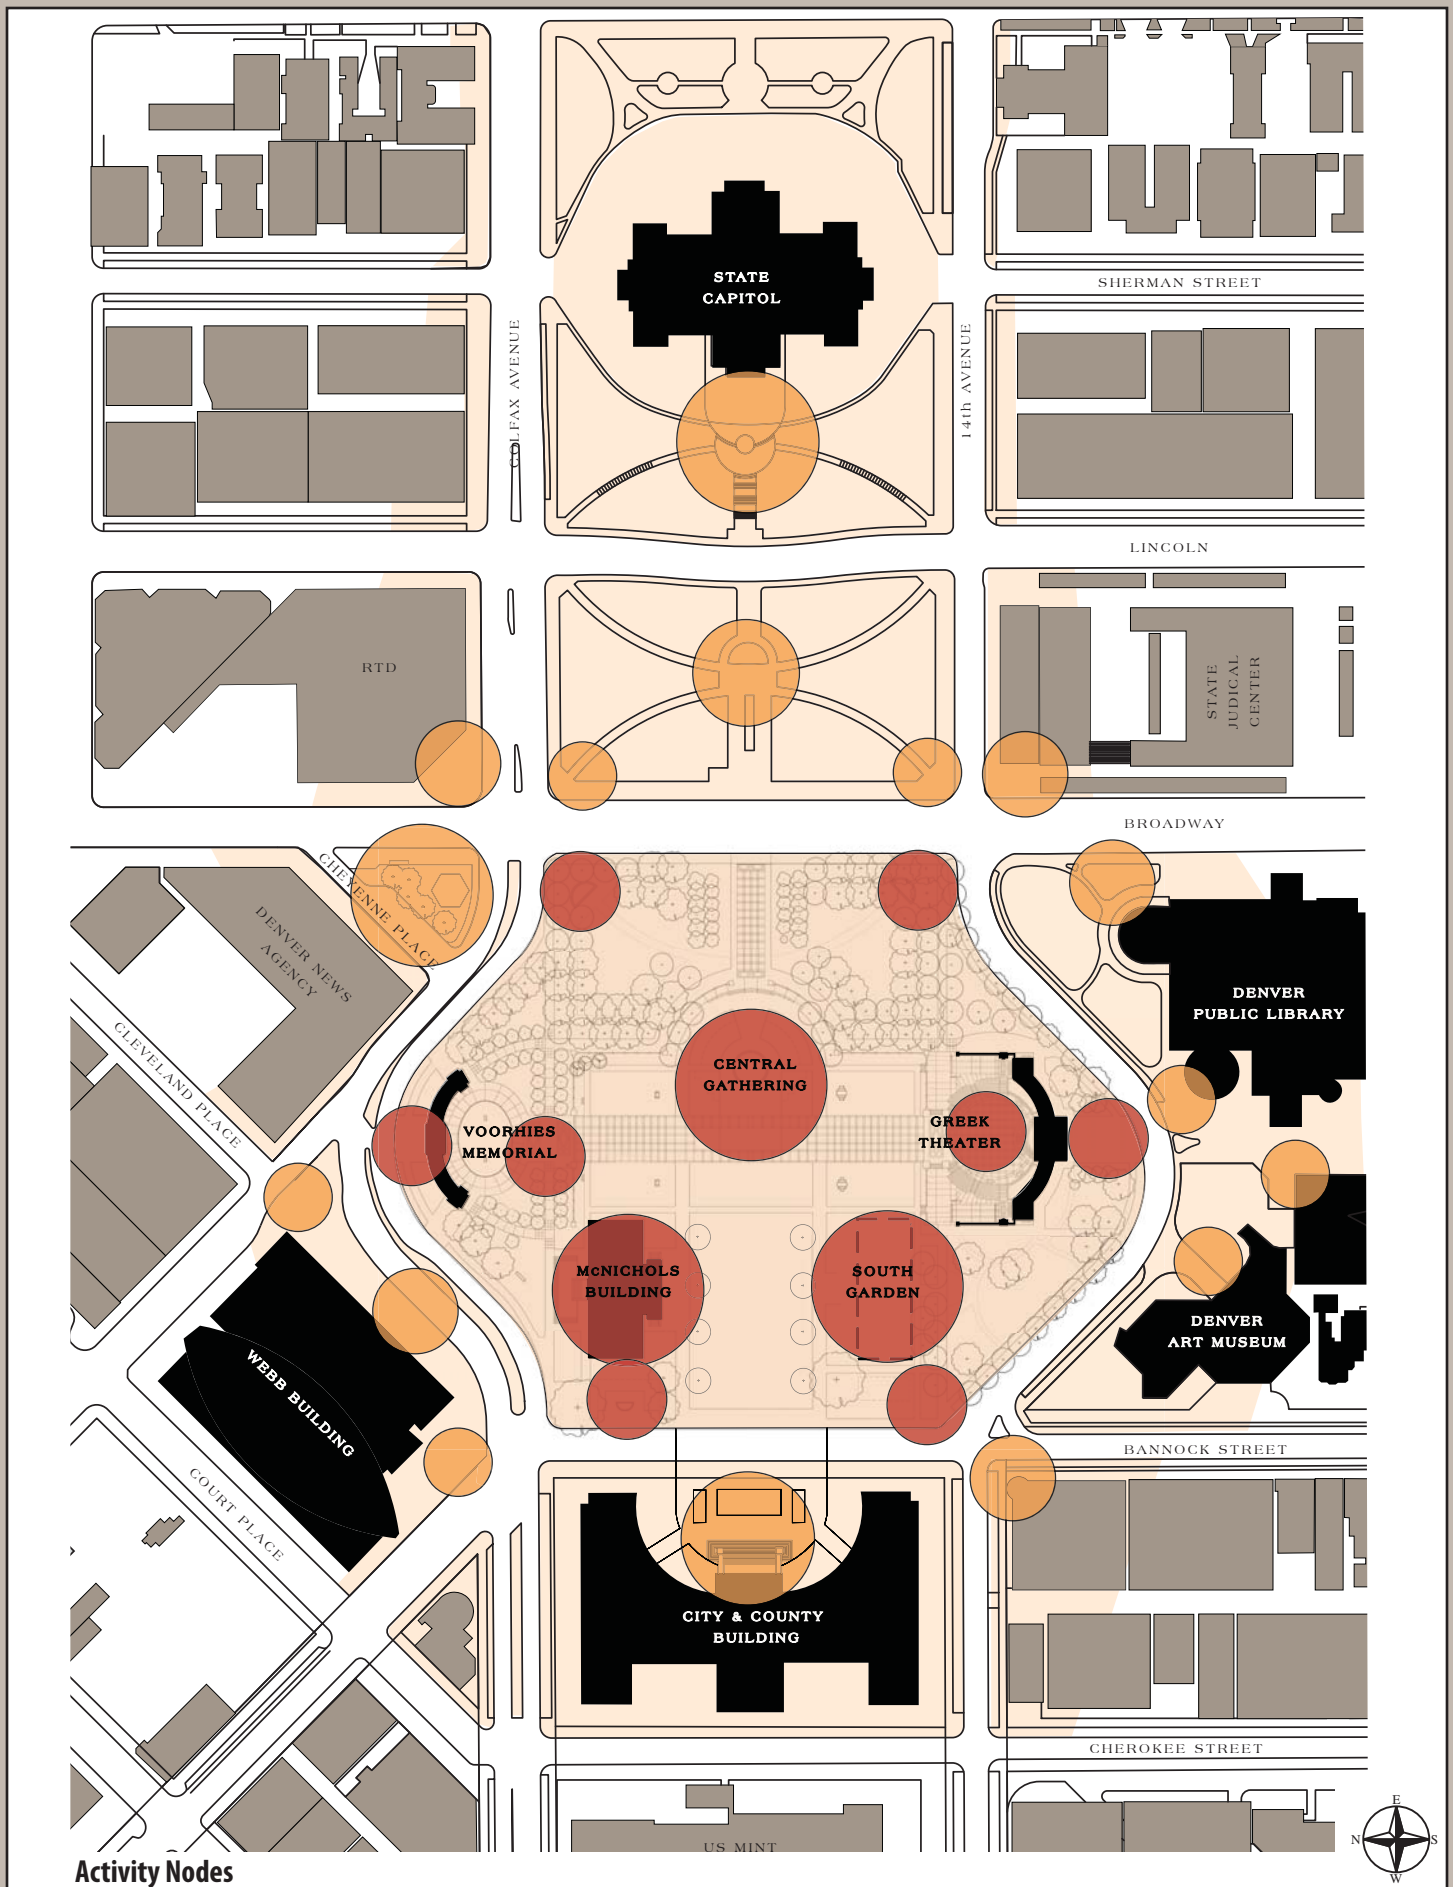 STATE
CAPITOL
SHERMAN STREET
COLFAX AVENUE
14th AVENUE
LINCOLN
RTD
STATE
JUDICAL
CENTER
BROADWAY
CHEYENNE PLACE
DENVER NEWS
AGENCY
DENVER
PUBLIC LIBRARY
CLEVELAND PLACE
CENTRAL
GATHERING
VOORHIES
MEMORIAL
GREEK
THEATER
McNICHOLS
BUILDING
SOUTH
GARDEN
DENVER
ART MUSEUM
WEBB BUILDING
BANNOCK STREET
COURT PLACE
CITY & COUNTY
BUILDING
CHEROKEE STREET
US MINT
E
N
S
W
Activity Nodes